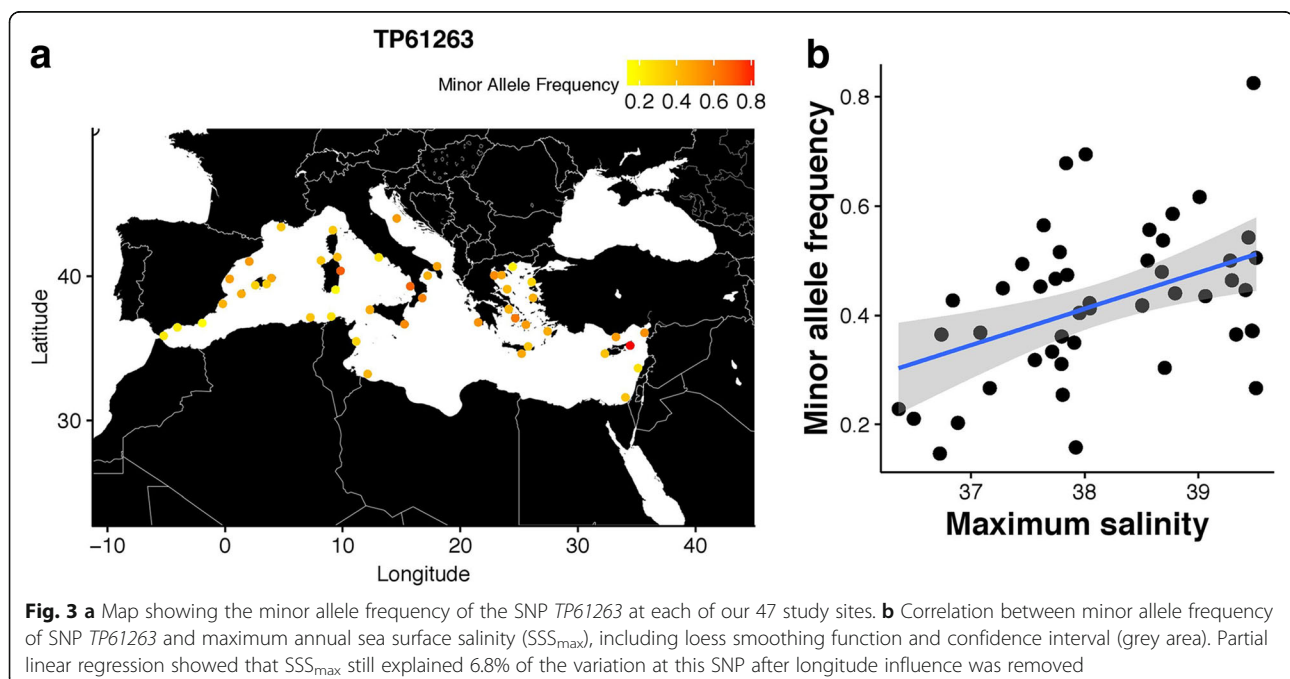 a
TP61263
Minor Allele Frequency
0.2 0.4 0.6 0.8
Latitude
40
30
−10 0 10 20 30 40
Longitude
b
Minor allele frequency
0.8
0.6
0.4
0.2
37 38 39
Maximum salinity
Fig. 3 a Map showing the minor allele frequency of the SNP TP61263 at each of our 47 study sites. b Correlation between minor allele frequency
of SNP TP61263 and maximum annual sea surface salinity (SSSmax), including loess smoothing function and confidence interval (grey area). Partial
linear regression showed that SSSmax still explained 6.8% of the variation at this SNP after longitude influence was removed